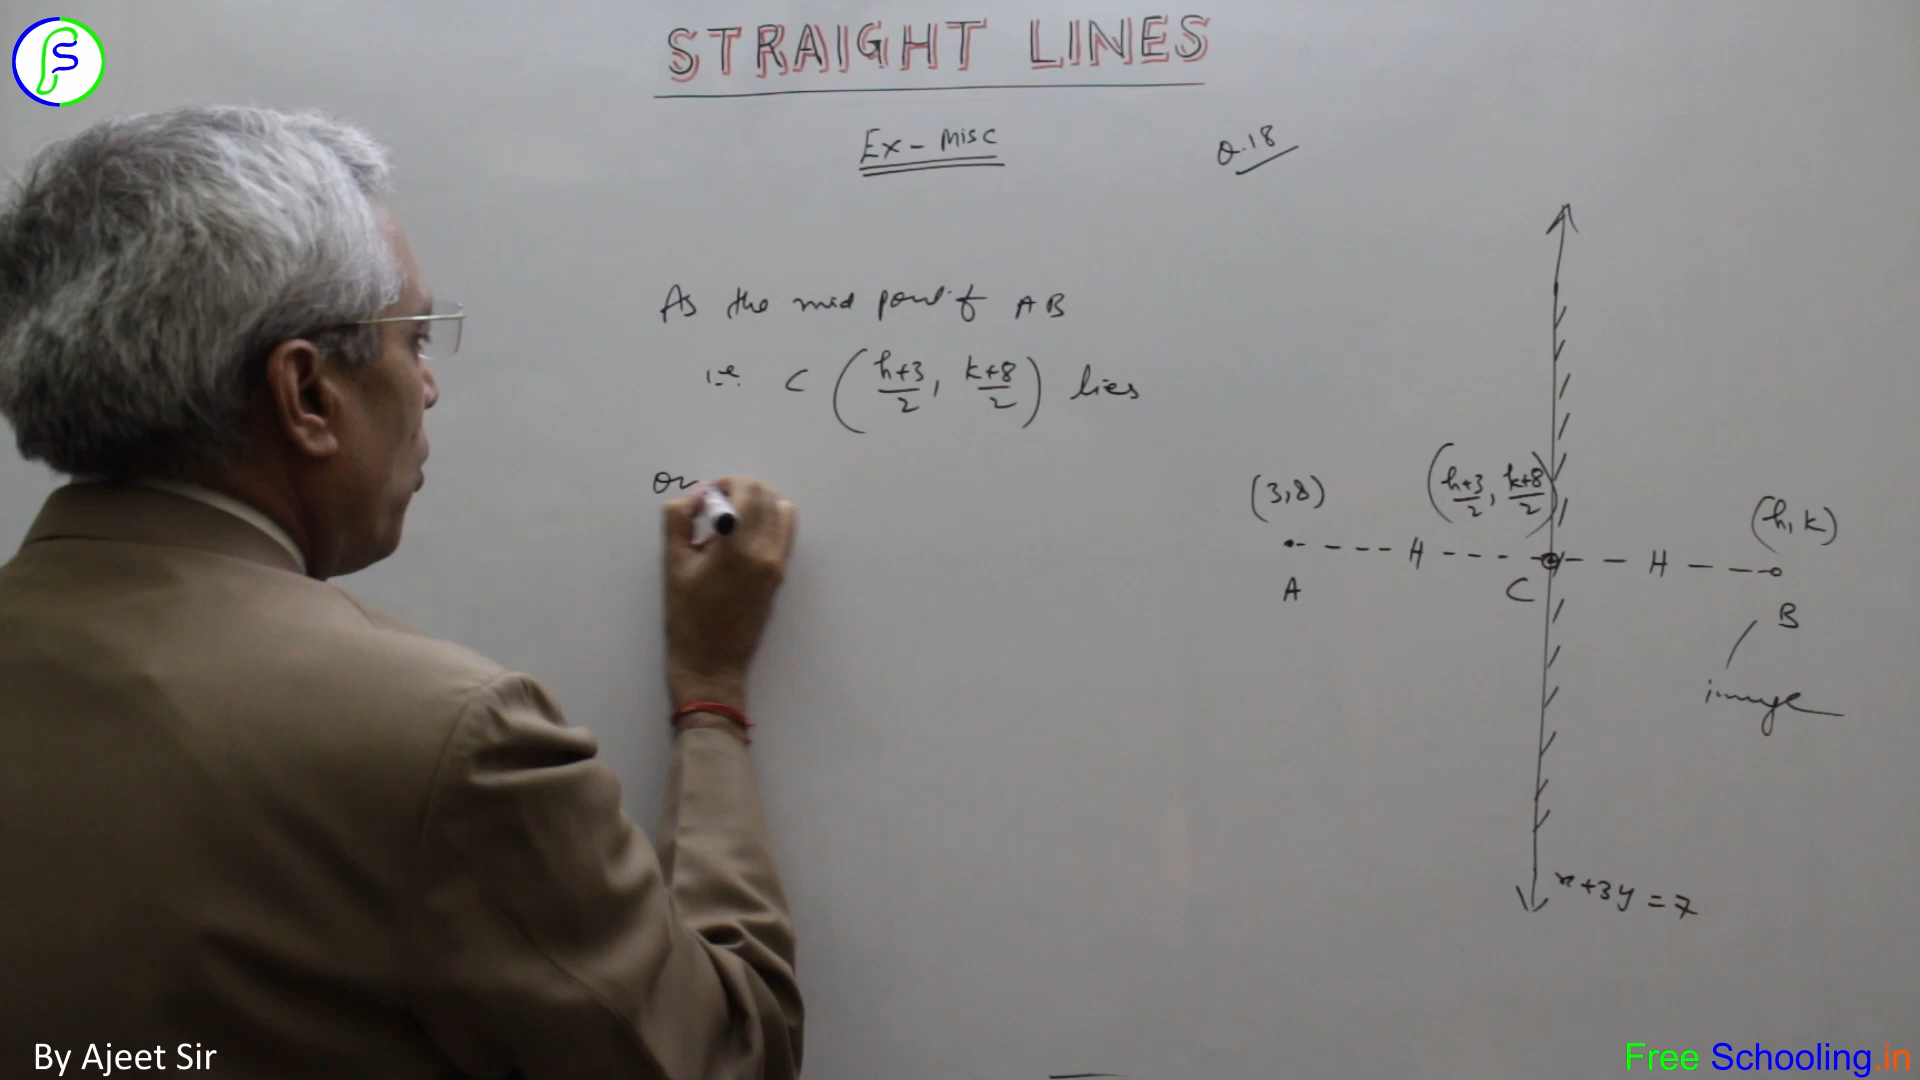 STRAIGHT LINES
Ex - Misc
Q.18
As the mid point of AB
i.e. C (h+3/2, k+8/2) lies
on
(3,8)
(h+3/2, k+8/2)
(h, k)
H
H
A
C
B
image
x+3y=7
By Ajeet Sir
Free Schooling.in